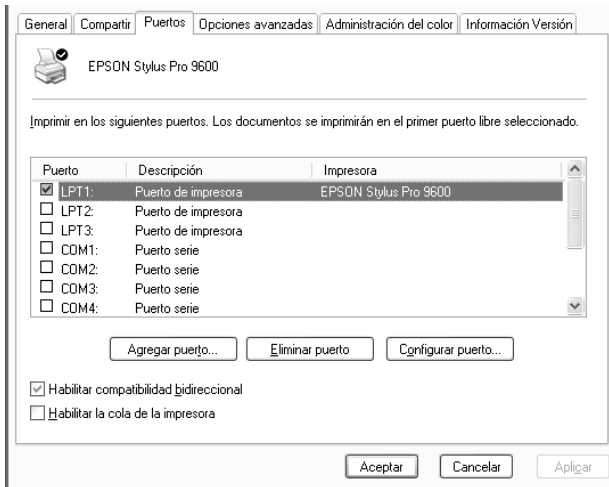 General Compartir Puertos Opciones avanzadas Administración del color Información Versión
EPSON Stylus Pro 9600
Imprimir en los siguientes puertos. Los documentos se imprimirán en el primer puerto libre seleccionado.
Puerto Descripción Impresora
LPT1: Puerto de impresora EPSON Stylus Pro 9600
LPT2: Puerto de impresora
LPT3: Puerto de impresora
COM1: Puerto serie
COM2: Puerto serie
COM3: Puerto serie
COM4: Puerto serie
Agregar puerto... Eliminar puerto Configurar puerto...
Habilitar compatibilidad bidireccional
Habilitar la cola de la impresora
Aceptar Cancelar Aplicar